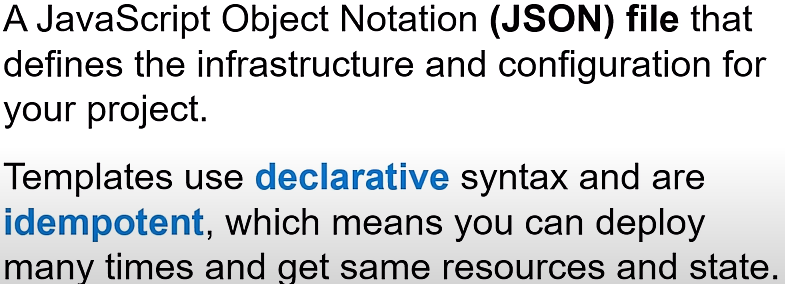 A JavaScript Object Notation (JSON) file that
defines the infrastructure and configuration for
your project.
Templates use declarative syntax and are
idempotent, which means you can deploy
many times and get same resources and state.